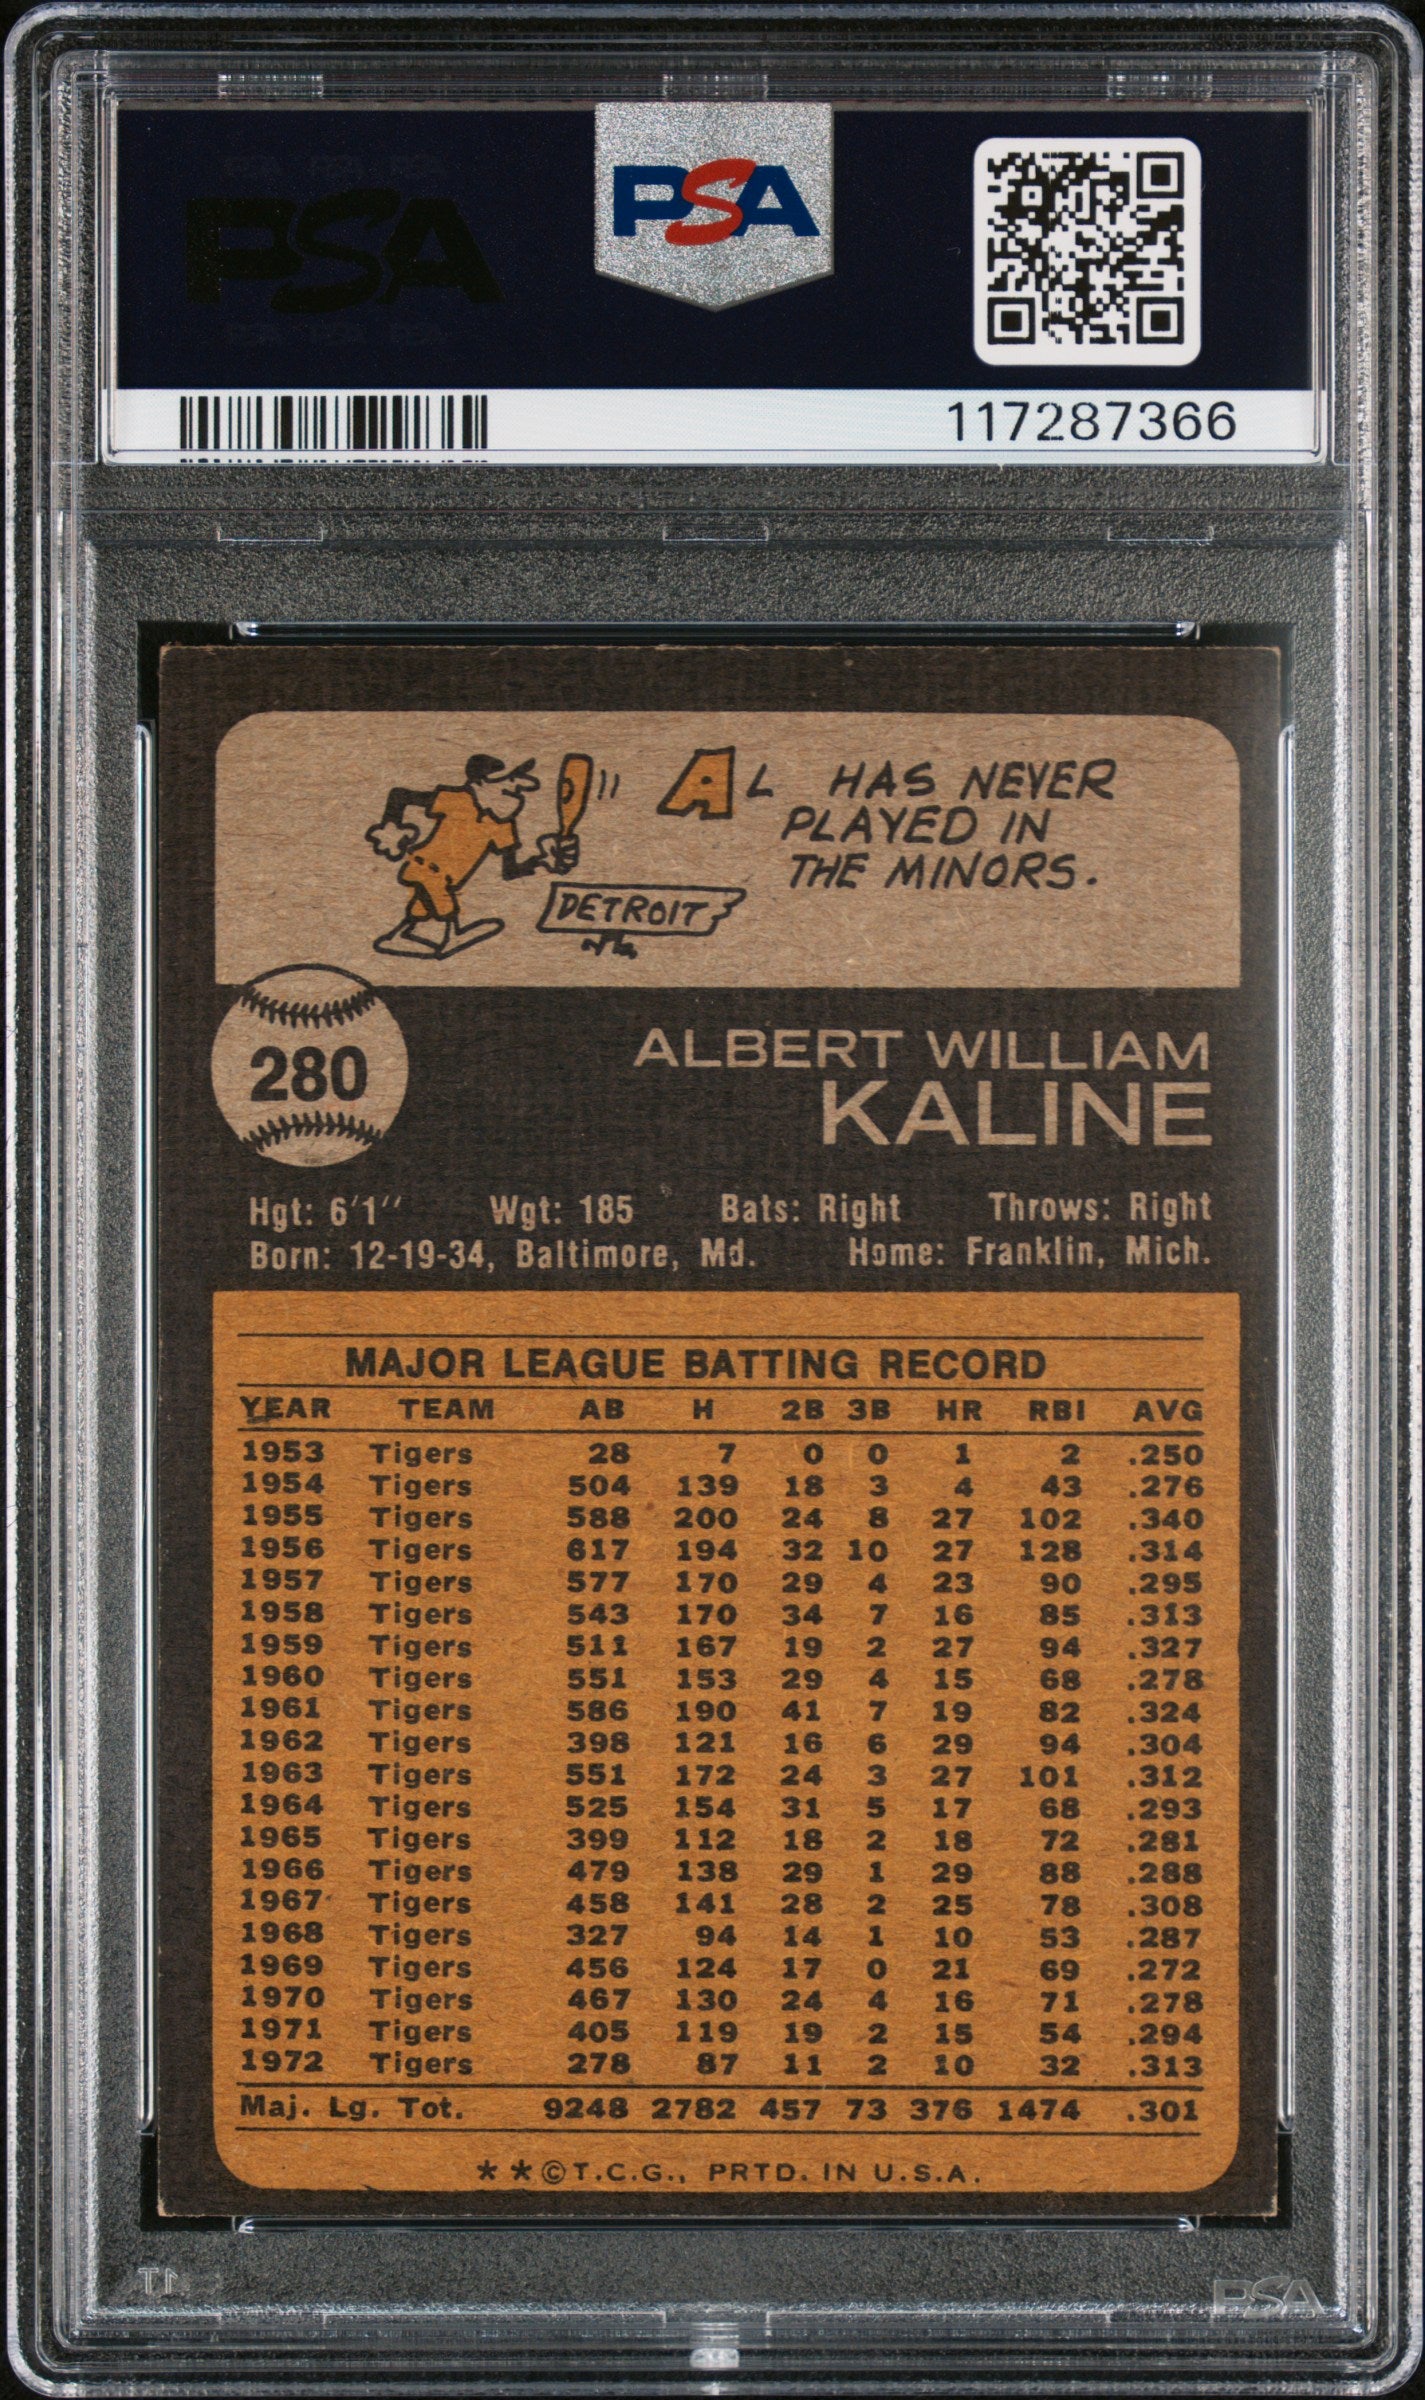 PSA
PSA
117287366
AL HAS NEVER
PLAYED IN
THE MINORS.
DETROIT
280
ALBERT WILLIAM
KALINE
Hgt: 6'1'' Wgt: 185 Bats: Right Throws: Right
Born: 12-19-34, Baltimore, Md. Home: Franklin, Mich.
MAJOR LEAGUE BATTING RECORD
YEAR TEAM AB H 2B 3B HR RBI AVG
1953 Tigers 28 7 0 0 1 2 .250
1954 Tigers 504 139 18 3 4 43 .276
1955 Tigers 588 200 24 8 27 102 .340
1956 Tigers 617 194 32 10 27 128 .314
1957 Tigers 577 170 29 4 23 90 .295
1958 Tigers 543 170 34 7 16 85 .313
1959 Tigers 511 167 19 2 27 94 .327
1960 Tigers 551 153 29 4 15 68 .278
1961 Tigers 586 190 41 7 19 82 .324
1962 Tigers 398 121 16 6 29 94 .304
1963 Tigers 551 172 24 3 27 101 .312
1964 Tigers 525 154 31 5 17 68 .293
1965 Tigers 399 112 18 2 18 72 .281
1966 Tigers 479 138 29 1 29 88 .288
1967 Tigers 458 141 28 2 25 78 .308
1968 Tigers 327 94 14 1 10 53 .287
1969 Tigers 456 124 17 0 21 69 .272
1970 Tigers 467 130 24 4 16 71 .278
1971 Tigers 405 119 19 2 15 54 .294
1972 Tigers 278 87 11 2 10 32 .313
Maj. Lg. Tot. 9248 2782 457 73 376 1474 .301
**©T.C.G., PRTD. IN U.S.A.
PSA